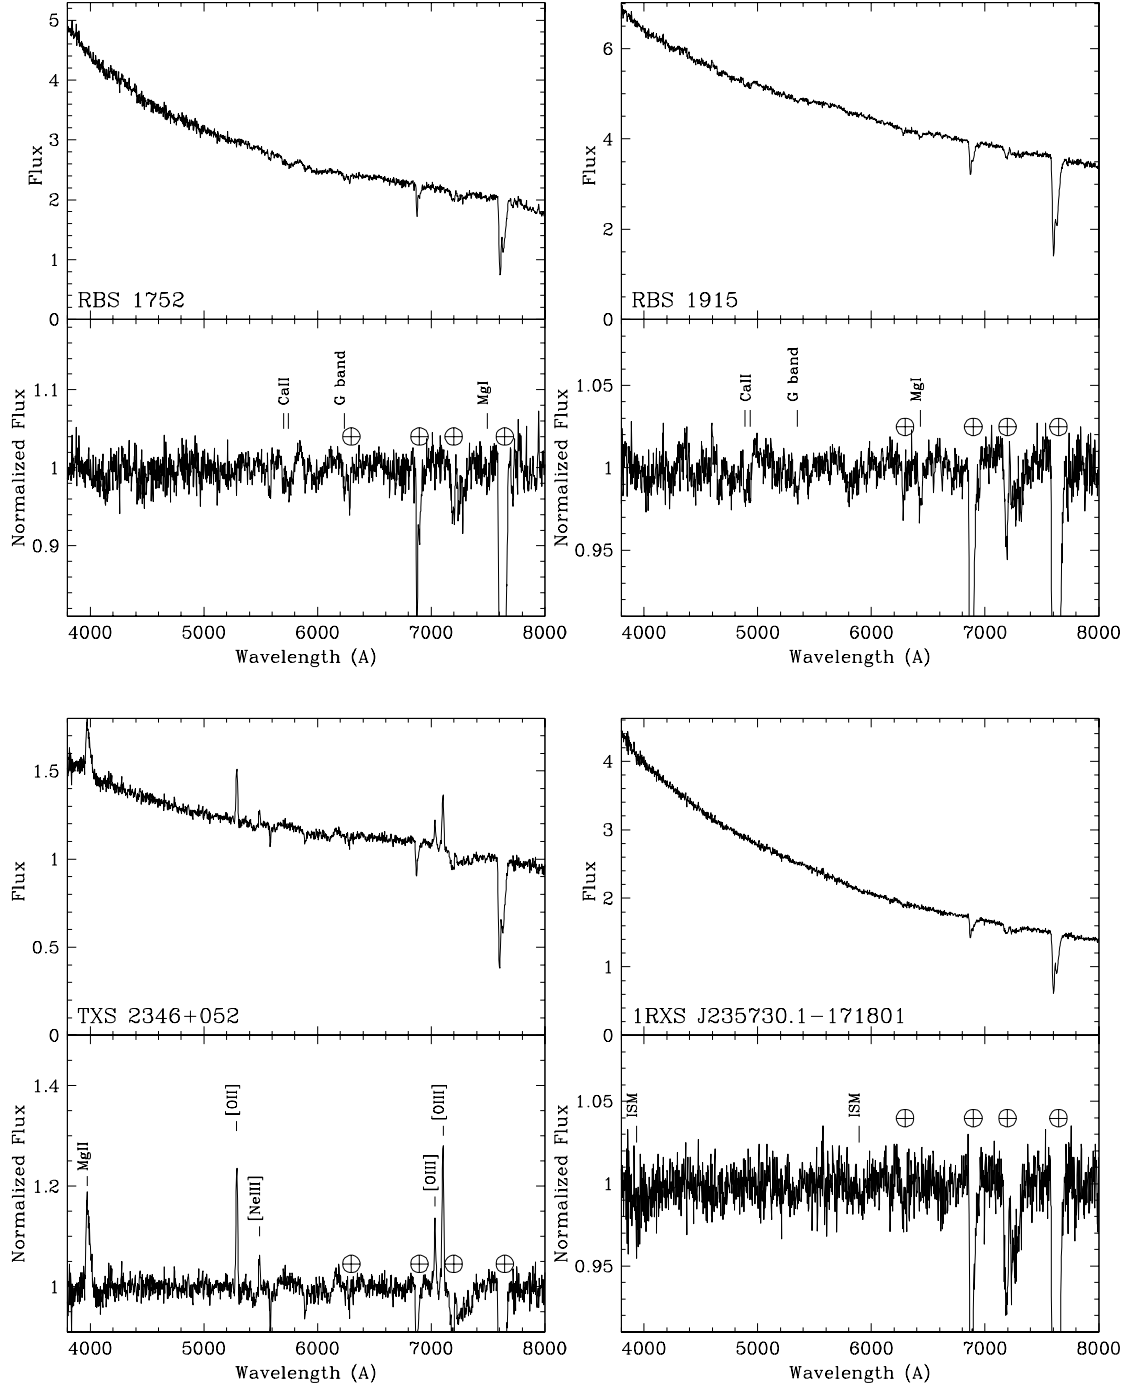 5
4
3
2
1
0
Flux
RBS 1752
6
4
2
0
Flux
RBS 1915
1.1
1
0.9
Normalized Flux
CaII
G band
MgI
4000 5000 6000 7000 8000
Wavelength (A)
1.05
1
0.95
Normalized Flux
CaII
G band
MgI
4000 5000 6000 7000 8000
Wavelength (A)
1.5
1
0.5
0
Flux
TXS 2346+052
4
3
2
1
0
Flux
1RXS J235730.1−171801
1.4
1.2
1
Normalized Flux
MgII
[OII]
[NeIII]
[OIII]
[OIII]
4000 5000 6000 7000 8000
Wavelength (A)
1.05
1
0.95
Normalized Flux
ISM
ISM
4000 5000 6000 7000 8000
Wavelength (A)